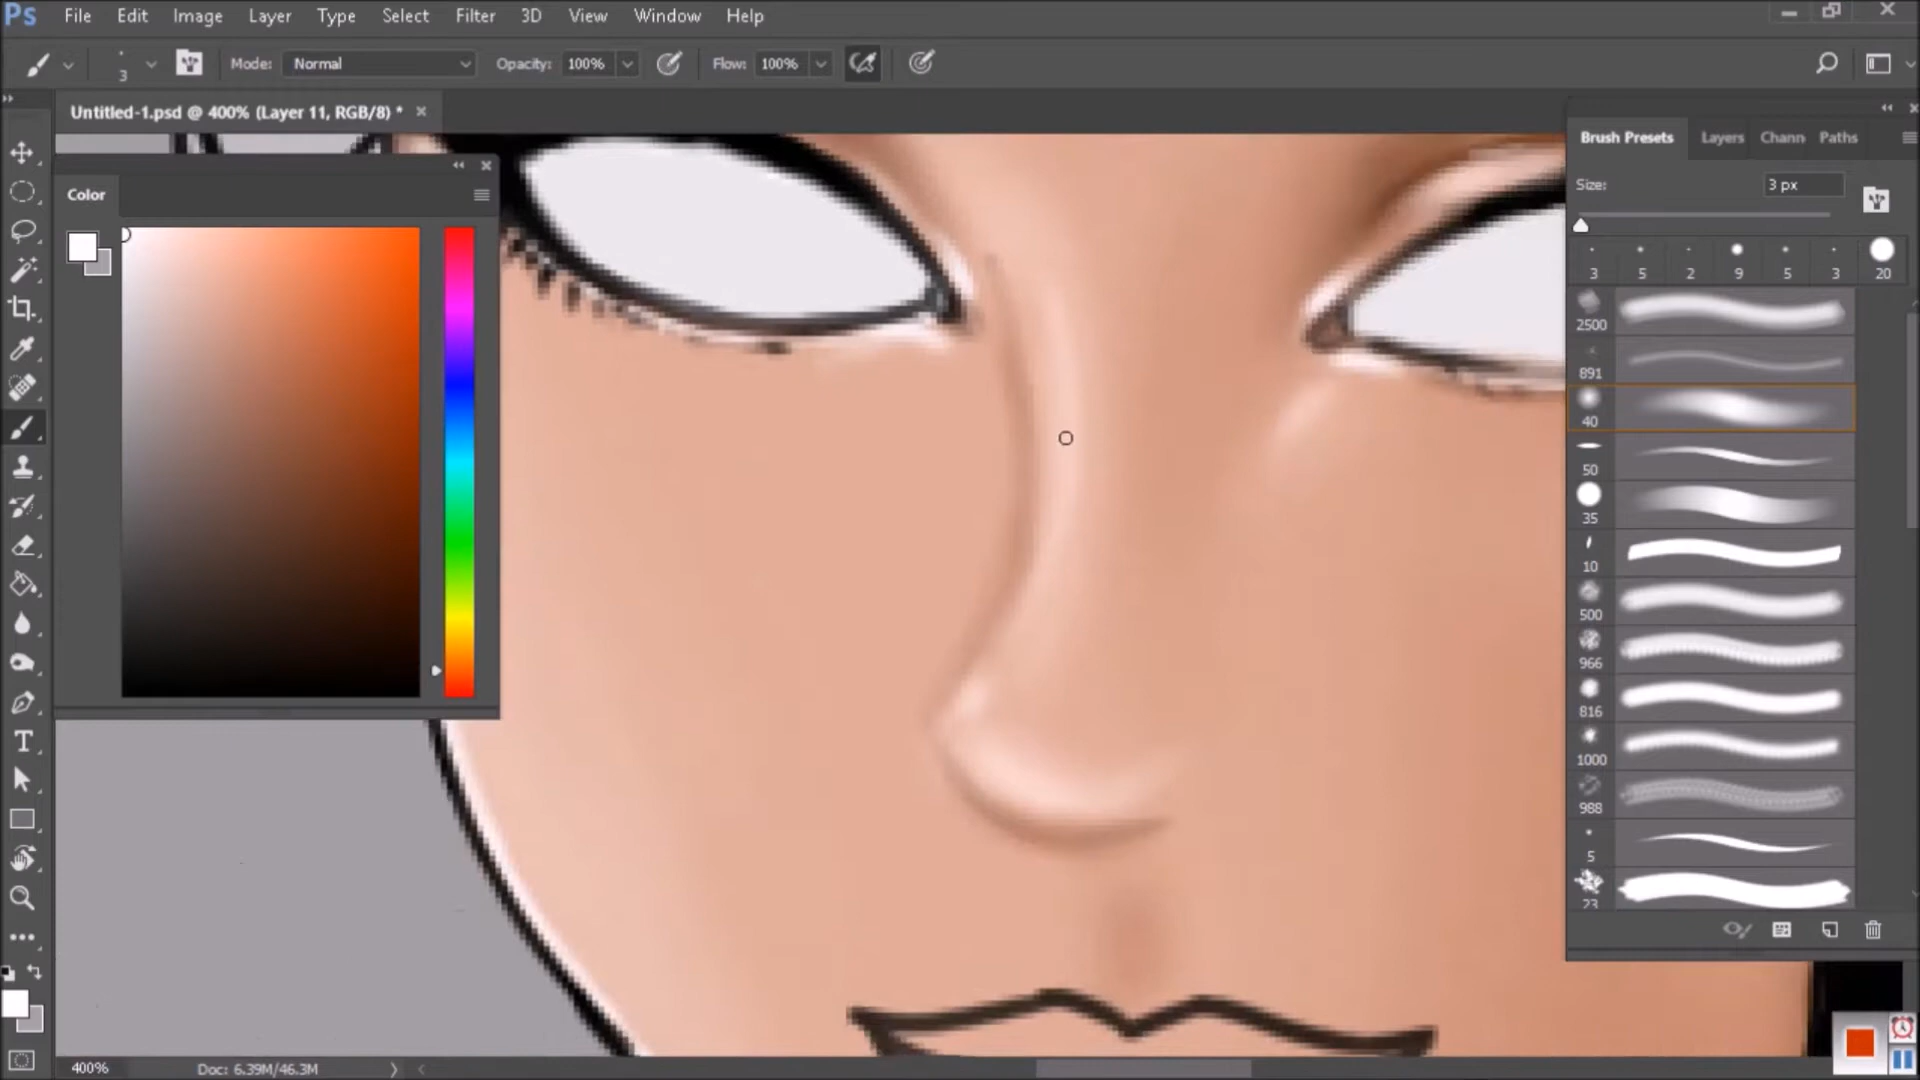 Ps File Edit Image Layer Type Select Filter 3D View Window Help
3 Mode: Normal Opacity: 100% Flow: 100%
Untitled-1.psd @ 400% (Layer 11, RGB/8) *
Color
Brush Presets Layers Chann Paths
Size: 3 px
3 5 2 9 5 3 20
2500
891
40
50
35
10
500
966
816
1000
988
5
23
T
400% Doc: 6.39M/46.3M